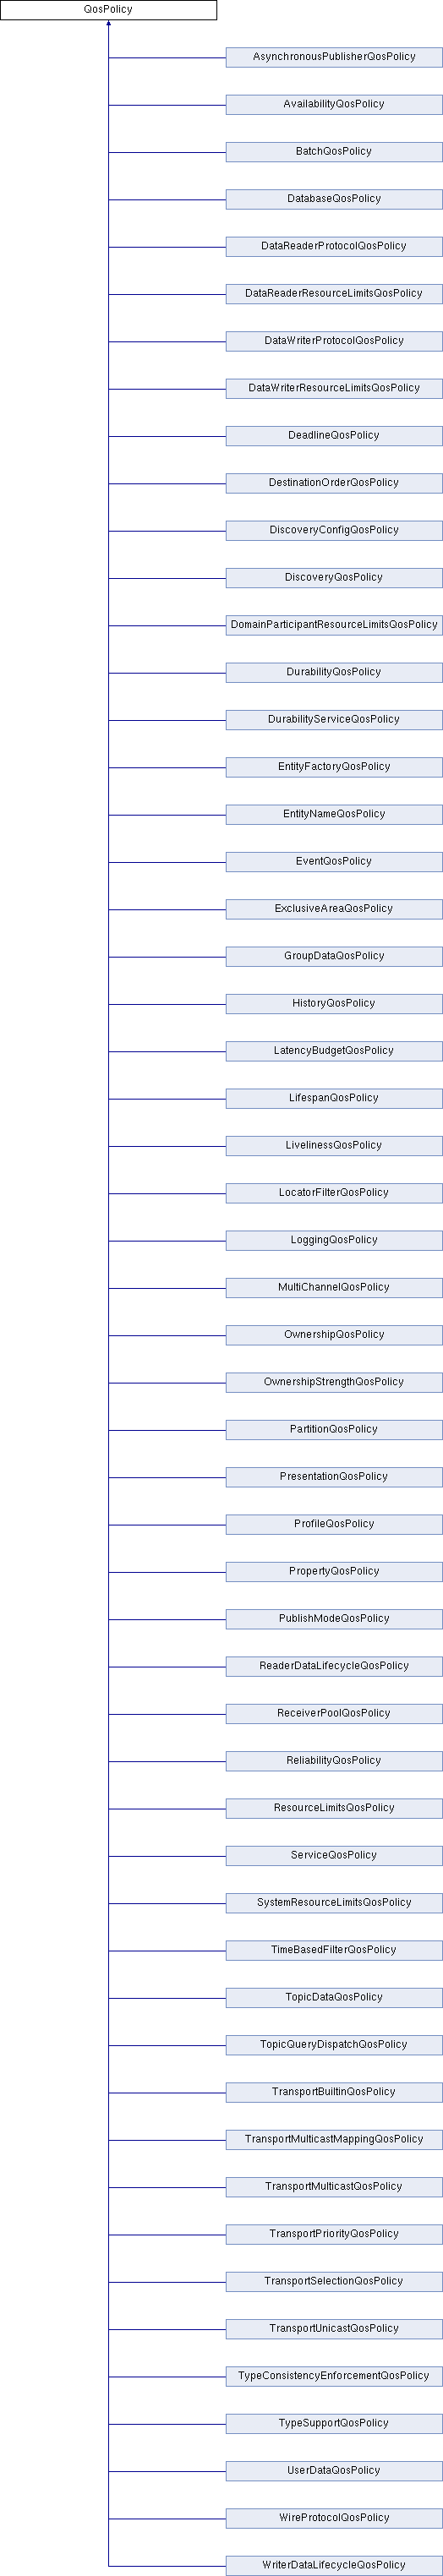 QosPolicy
AsynchronousPublisherQosPolicy
AvailabilityQosPolicy
BatchQosPolicy
DatabaseQosPolicy
DataReaderProtocolQosPolicy
DataReaderResourceLimitsQosPolicy
DataWriterProtocolQosPolicy
DataWriterResourceLimitsQosPolicy
DeadlineQosPolicy
DestinationOrderQosPolicy
DiscoveryConfigQosPolicy
DiscoveryQosPolicy
DomainParticipantResourceLimitsQosPolicy
DurabilityQosPolicy
DurabilityServiceQosPolicy
EntityFactoryQosPolicy
EntityNameQosPolicy
EventQosPolicy
ExclusiveAreaQosPolicy
GroupDataQosPolicy
HistoryQosPolicy
LatencyBudgetQosPolicy
LifespanQosPolicy
LivelinessQosPolicy
LocatorFilterQosPolicy
LoggingQosPolicy
MultiChannelQosPolicy
OwnershipQosPolicy
OwnershipStrengthQosPolicy
PartitionQosPolicy
PresentationQosPolicy
ProfileQosPolicy
PropertyQosPolicy
PublishModeQosPolicy
ReaderDataLifecycleQosPolicy
ReceiverPoolQosPolicy
ReliabilityQosPolicy
ResourceLimitsQosPolicy
ServiceQosPolicy
SystemResourceLimitsQosPolicy
TimeBasedFilterQosPolicy
TopicDataQosPolicy
TopicQueryDispatchQosPolicy
TransportBuiltinQosPolicy
TransportMulticastMappingQosPolicy
TransportMulticastQosPolicy
TransportPriorityQosPolicy
TransportSelectionQosPolicy
TransportUnicastQosPolicy
TypeConsistencyEnforcementQosPolicy
TypeSupportQosPolicy
UserDataQosPolicy
WireProtocolQosPolicy
WriterDataLifecycleQosPolicy